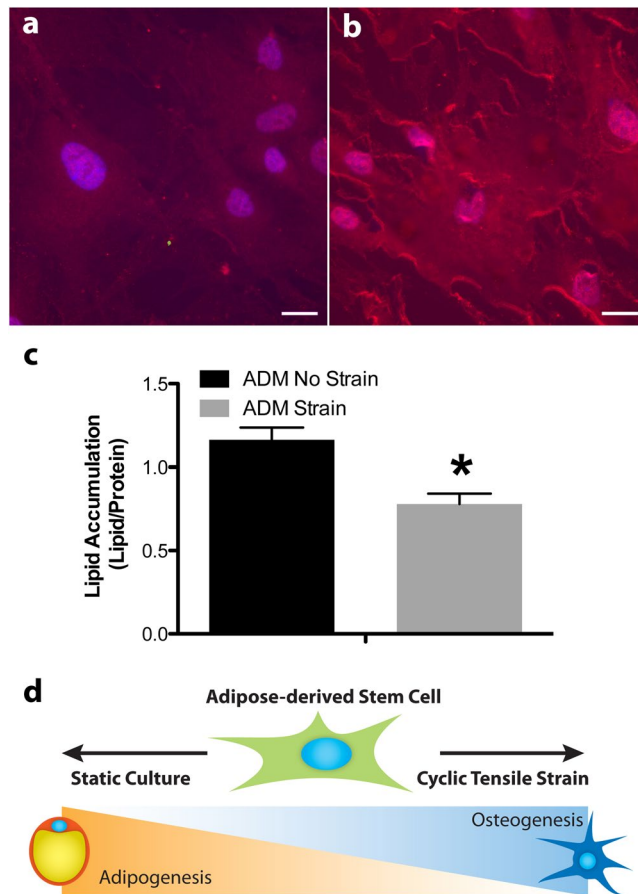 a
b
c
ADM No Strain
ADM Strain
Lipid Accumulation
(Lipid/Protein)
1.5
1.0
0.5
0.0
*
d
Adipose-derived Stem Cell
Static Culture
Cyclic Tensile Strain
Osteogenesis
Adipogenesis